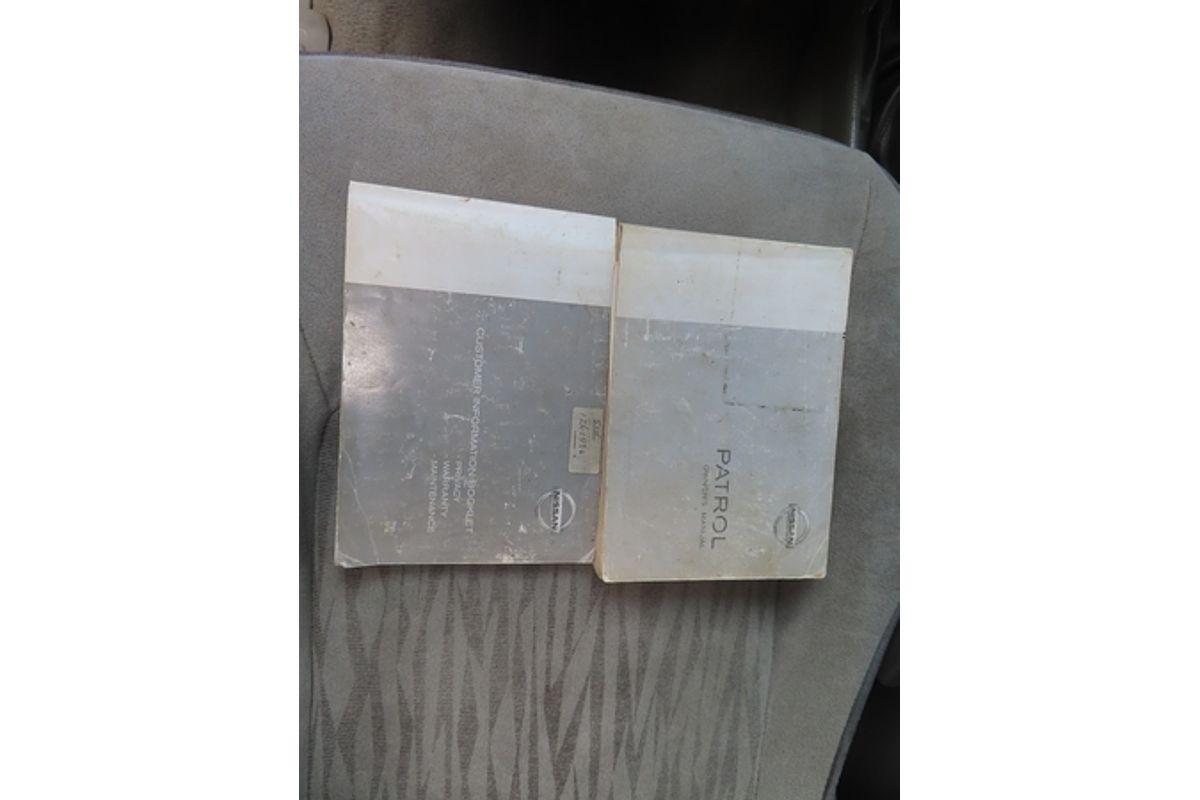 NISSAN
PATROL
OWNER'S MANUAL
NISSAN
CUSTOMER INFORMATION BOOKLET
• PRIVACY
• WARRANTY
• MAINTENANCE